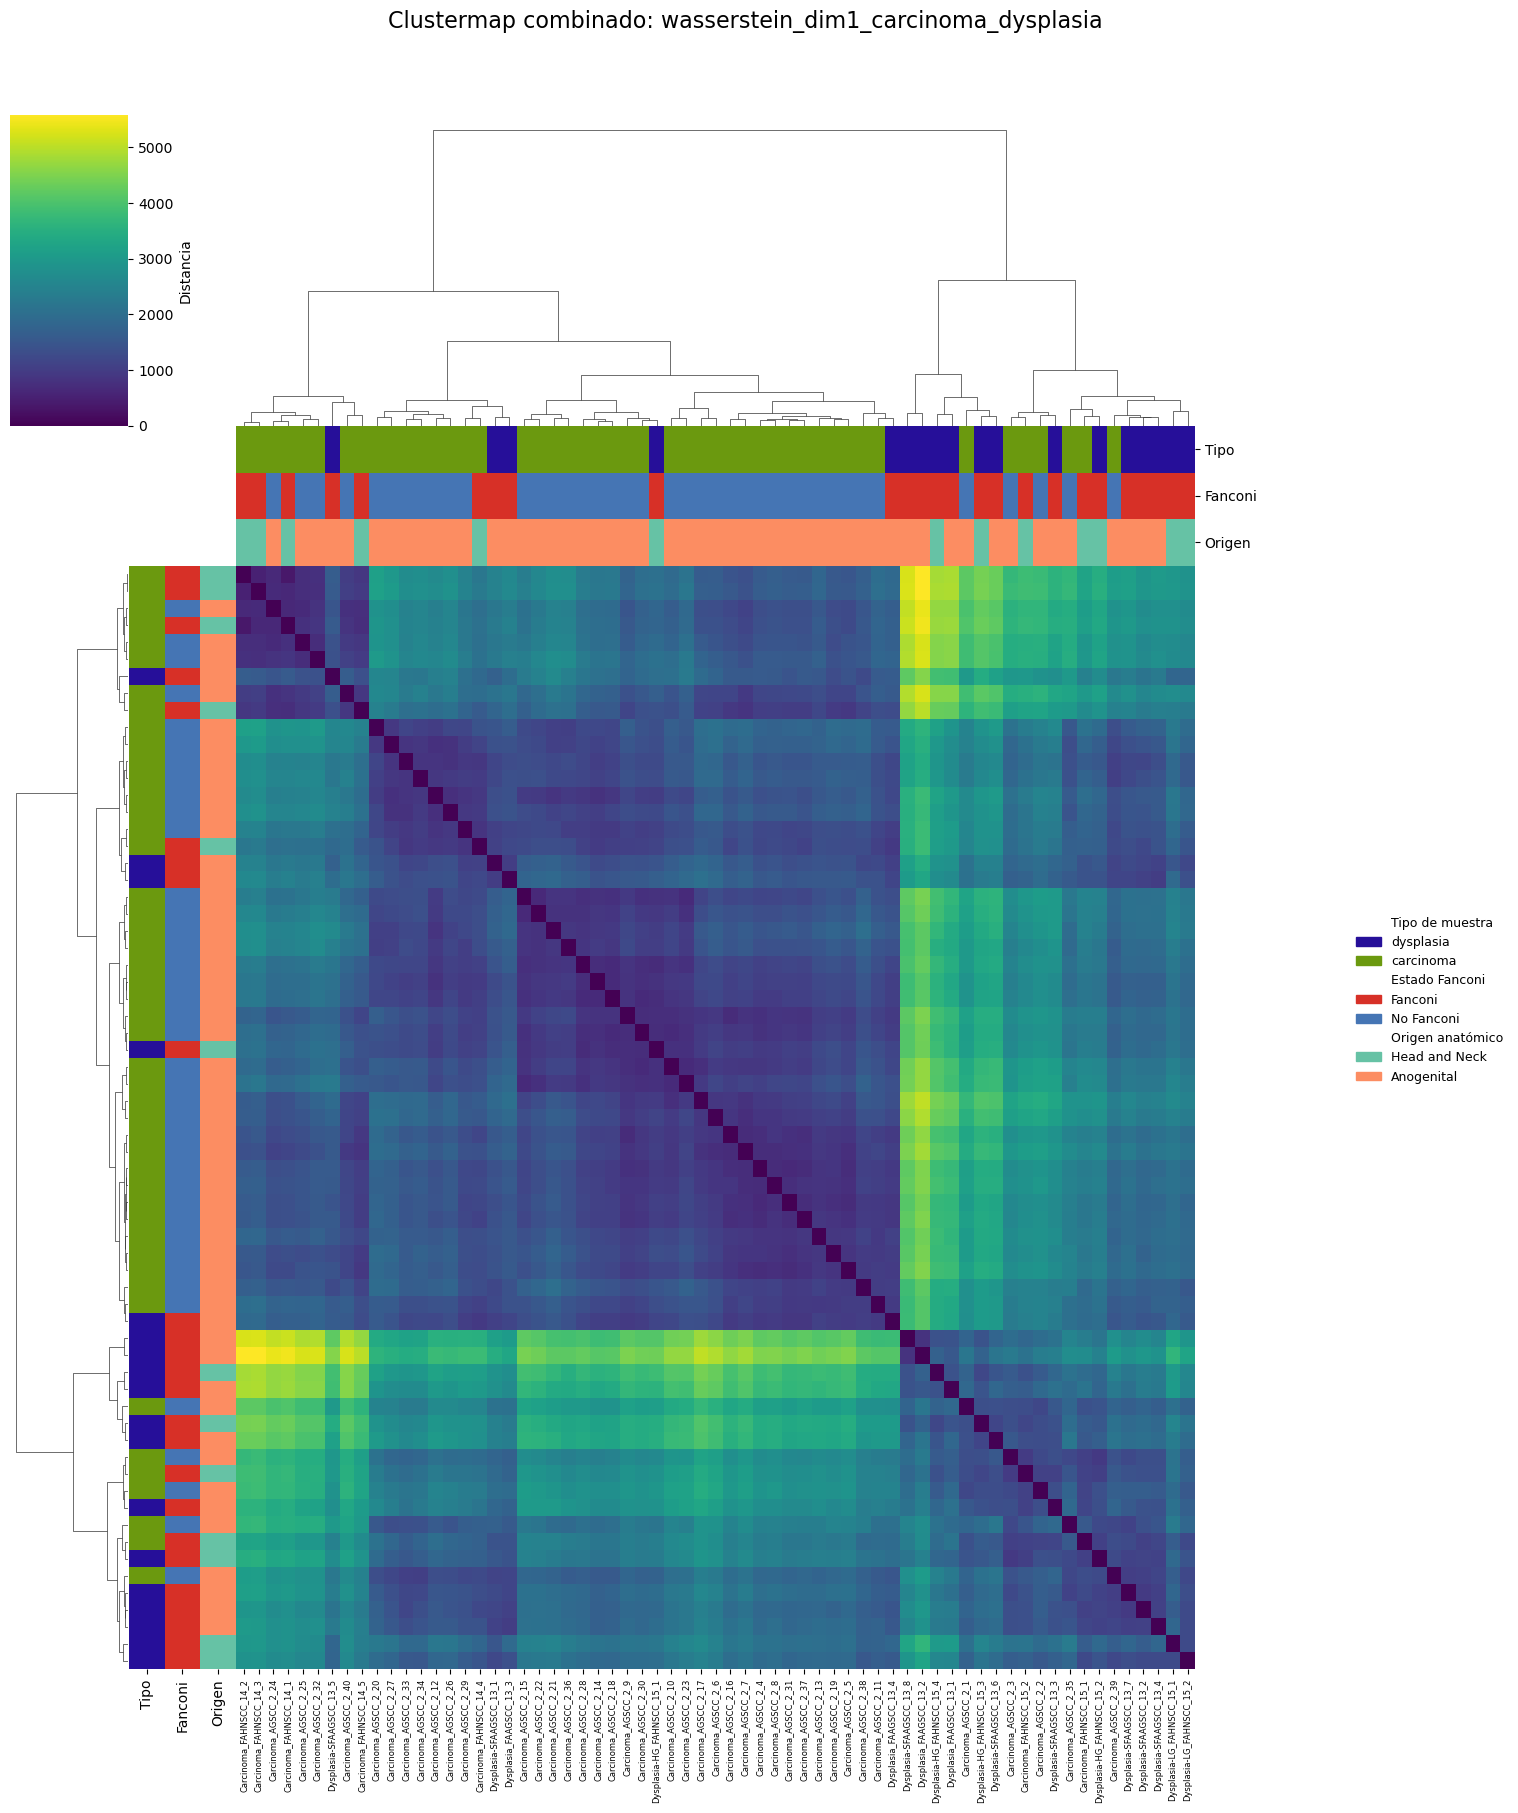 Clustermap combinado: wasserstein_dim1_carcinoma_dysplasia
5000
4000
3000
2000
1000
0
Distancia
Tipo
Fanconi
Origen
Tipo de muestra
dysplasia
carcinoma
Estado Fanconi
Fanconi
No Fanconi
Origen anatómico
Head and Neck
Anogenital
Tipo
Fanconi
Origen
Carcinoma_FAHNSCC_14_2
Carcinoma_FAHNSCC_14_3
Carcinoma_AGSCC_2_24
Carcinoma_FAHNSCC_14_1
Carcinoma_AGSCC_2_25
Carcinoma_AGSCC_2_32
Dysplasia-SFAAGSCC_13_5
Carcinoma_AGSCC_2_40
Carcinoma_FAHNSCC_14_5
Carcinoma_AGSCC_2_20
Carcinoma_AGSCC_2_27
Carcinoma_AGSCC_2_33
Carcinoma_AGSCC_2_34
Carcinoma_AGSCC_2_12
Carcinoma_AGSCC_2_26
Carcinoma_AGSCC_2_29
Carcinoma_FAHNSCC_14_4
Dysplasia-SFAAGSCC_13_1
Dysplasia_FAAGSCC_13_3
Carcinoma_AGSCC_2_15
Carcinoma_AGSCC_2_22
Carcinoma_AGSCC_2_21
Carcinoma_AGSCC_2_36
Carcinoma_AGSCC_2_28
Carcinoma_AGSCC_2_14
Carcinoma_AGSCC_2_18
Carcinoma_AGSCC_2_9
Carcinoma_AGSCC_2_30
Dysplasia-HG_FAHNSCC_15_1
Carcinoma_AGSCC_2_10
Carcinoma_AGSCC_2_23
Carcinoma_AGSCC_2_17
Carcinoma_AGSCC_2_6
Carcinoma_AGSCC_2_16
Carcinoma_AGSCC_2_7
Carcinoma_AGSCC_2_4
Carcinoma_AGSCC_2_8
Carcinoma_AGSCC_2_31
Carcinoma_AGSCC_2_37
Carcinoma_AGSCC_2_13
Carcinoma_AGSCC_2_19
Carcinoma_AGSCC_2_5
Carcinoma_AGSCC_2_38
Carcinoma_AGSCC_2_11
Dysplasia_FAAGSCC_13_4
Dysplasia-SFAAGSCC_13_8
Dysplasia_FAAGSCC_13_2
Dysplasia-HG_FAHNSCC_15_4
Dysplasia_FAAGSCC_13_1
Carcinoma_AGSCC_2_1
Dysplasia-HG_FAHNSCC_15_3
Dysplasia-SFAAGSCC_13_6
Carcinoma_AGSCC_2_3
Carcinoma_FAHNSCC_15_2
Carcinoma_AGSCC_2_2
Dysplasia-SFAAGSCC_13_3
Carcinoma_AGSCC_2_35
Carcinoma_FAHNSCC_15_1
Dysplasia-HG_FAHNSCC_15_2
Carcinoma_AGSCC_2_39
Dysplasia-SFAAGSCC_13_7
Dysplasia-SFAAGSCC_13_2
Dysplasia-SFAAGSCC_13_4
Dysplasia-LG_FAHNSCC_15_1
Dysplasia-LG_FAHNSCC_15_2